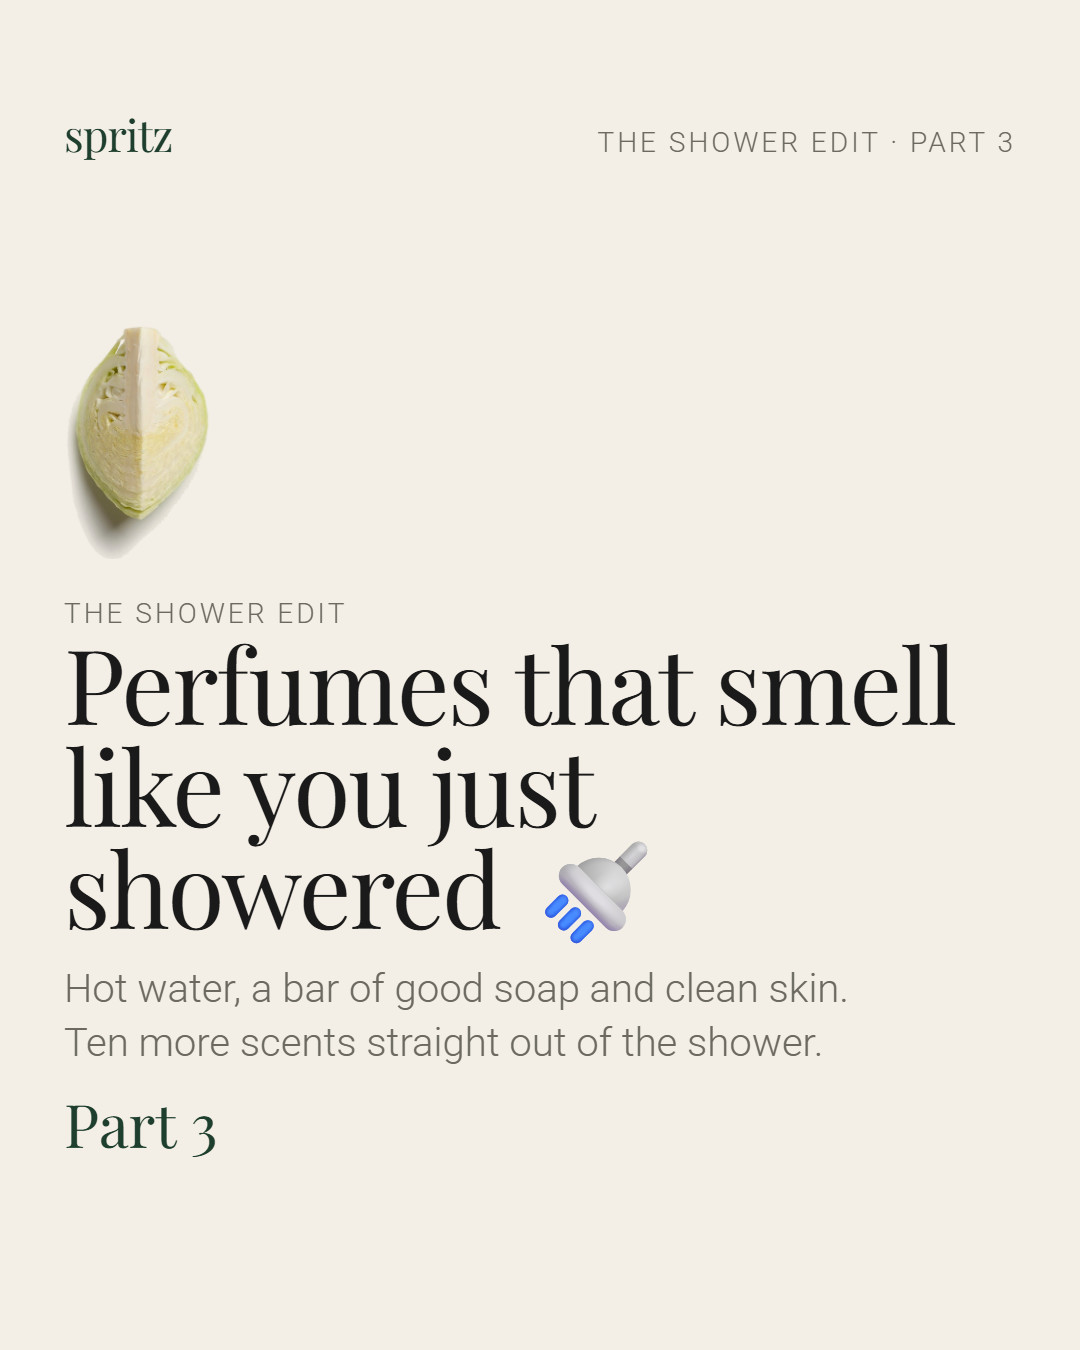 spritz
THE SHOWER EDIT · PART 3
THE SHOWER EDIT
Perfumes that smell
like you just
showered
Hot water, a bar of good soap and clean skin.
Ten more scents straight out of the shower.
Part 3